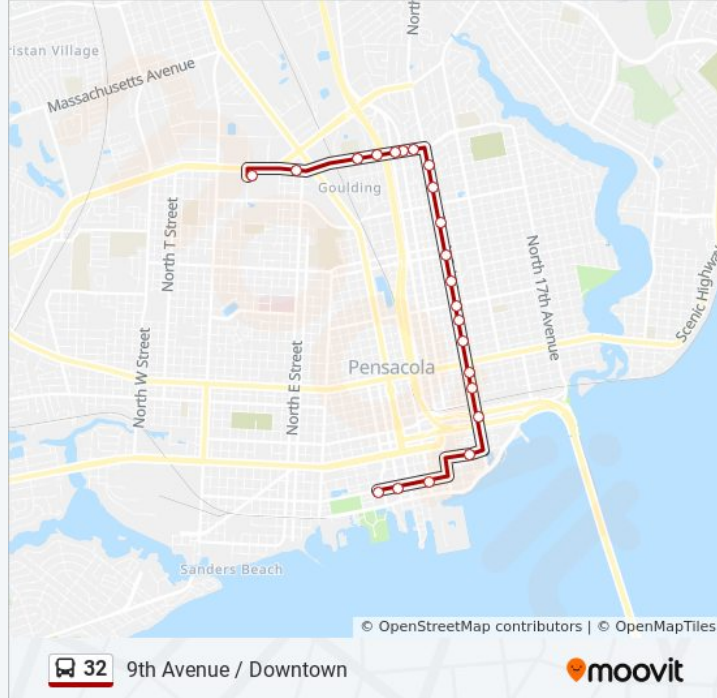 North
ristan Village
Massachusetts Avenue
Goulding
North T Street
North 17th Avenue
Scenic Highway
North W Street
North E Street
Pensacola
Sanders Beach
© OpenStreetMap contributors | © OpenMapTiles
32 9th Avenue / Downtown
moovit